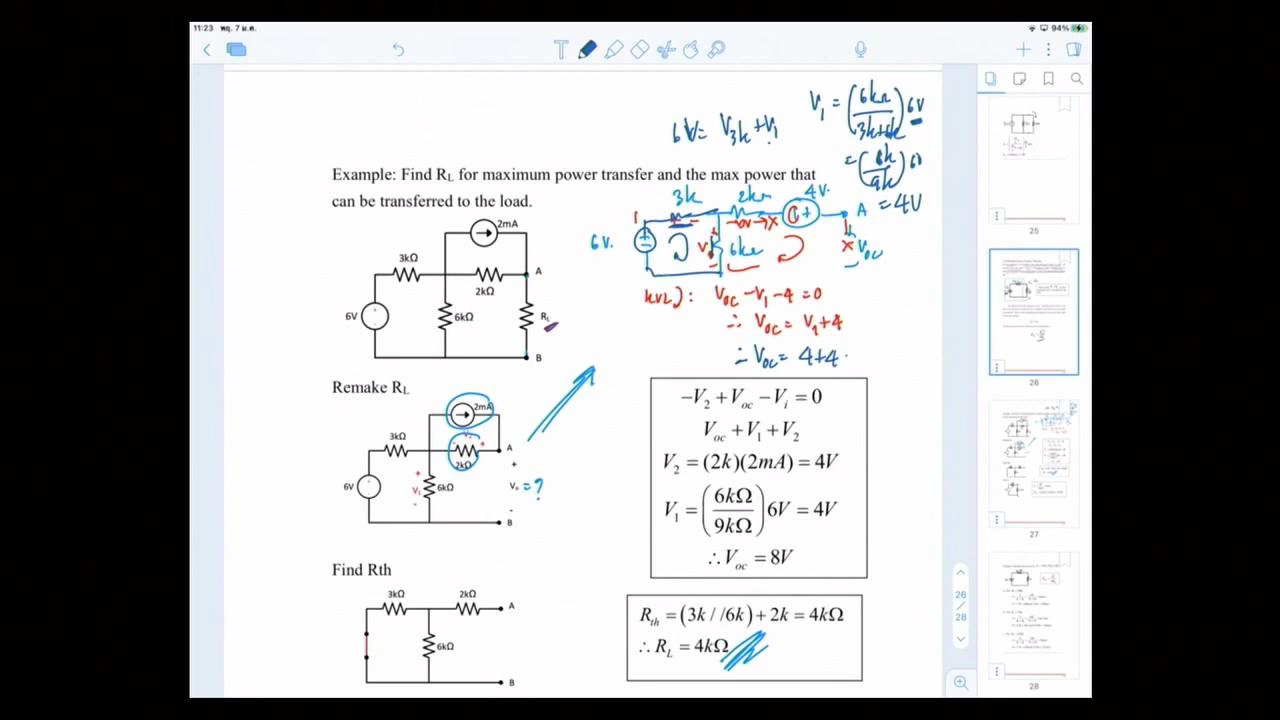 11:23 พฤ. 7 ม.ค.
94%
V₁ = (6kΩ / 3k+6k) 6V
6V = V3k + V₁
= (6k / 9k) 6
= 4V
Example: Find RL for maximum power transfer and the max power that
can be transferred to the load.
3k 2k 4V. A
6V. V₁ 6k VOC
2mA
3kΩ A
2kΩ
6V 6kΩ RL
B
KVL): VOC - V₁ - 4 = 0
∴ VOC = V₁ + 4
∴ VOC = 4+4
Remake RL
2mA
3kΩ V₂ A
- +
2kΩ
+
6V V₁ 6kΩ V₀ = ?
-
B
−V₂ + Voc − Vi = 0
Voc + V₁ + V₂
V₂ = (2k)(2mA) = 4V
V₁ = (6kΩ / 9kΩ) 6V = 4V
∴ Voc = 8V
Find Rth
3kΩ 2kΩ A
6kΩ
B
Rth = (3k / /6k) + 2k = 4kΩ
∴ RL = 4kΩ
25
26
27
28
26
/
28